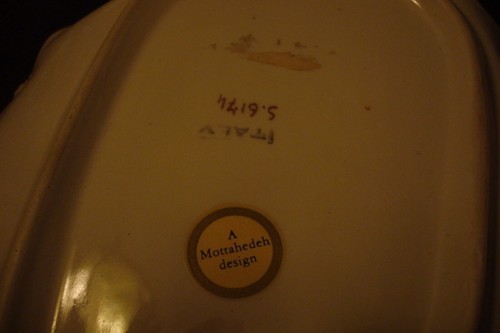 S.6174
ITALY
A
Mottahedeh
design